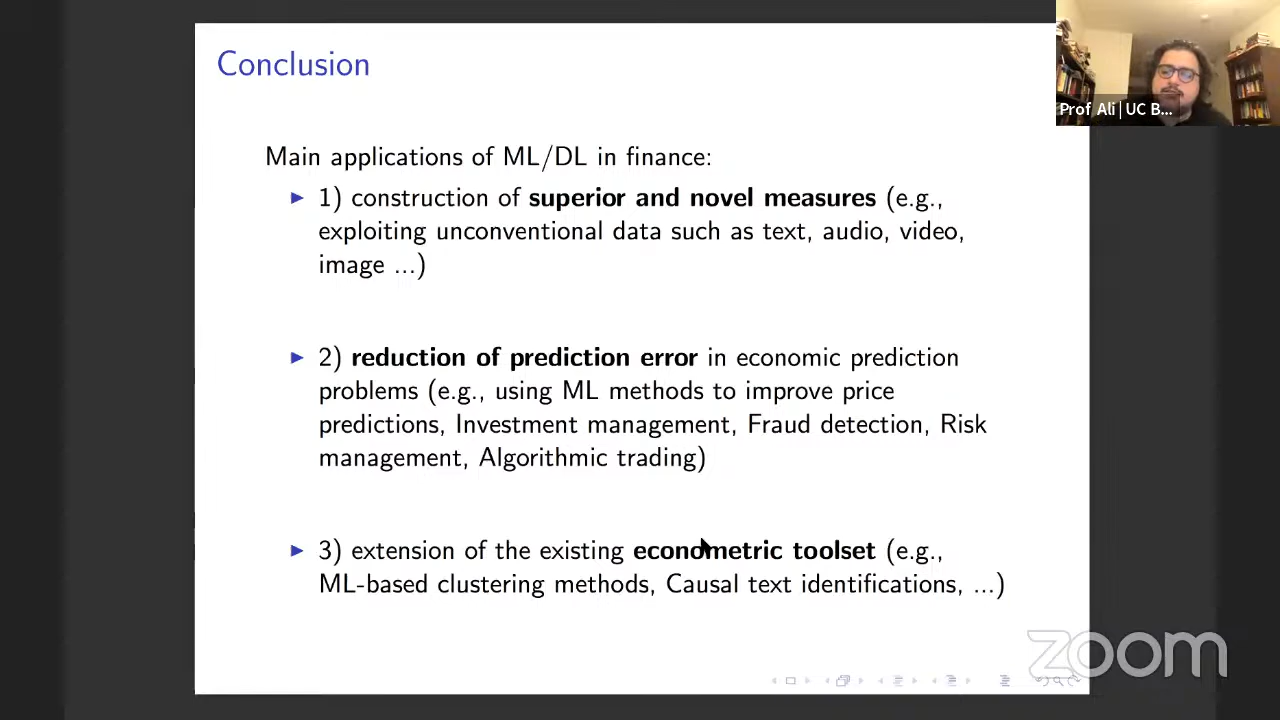 Conclusion
Prof Ali | UC B...
Main applications of ML/DL in finance:
1) construction of superior and novel measures (e.g.,
exploiting unconventional data such as text, audio, video,
image ...)
2) reduction of prediction error in economic prediction
problems (e.g., using ML methods to improve price
predictions, Investment management, Fraud detection, Risk
management, Algorithmic trading)
3) extension of the existing econometric toolset (e.g.,
ML-based clustering methods, Causal text identifications, ...)
zoom